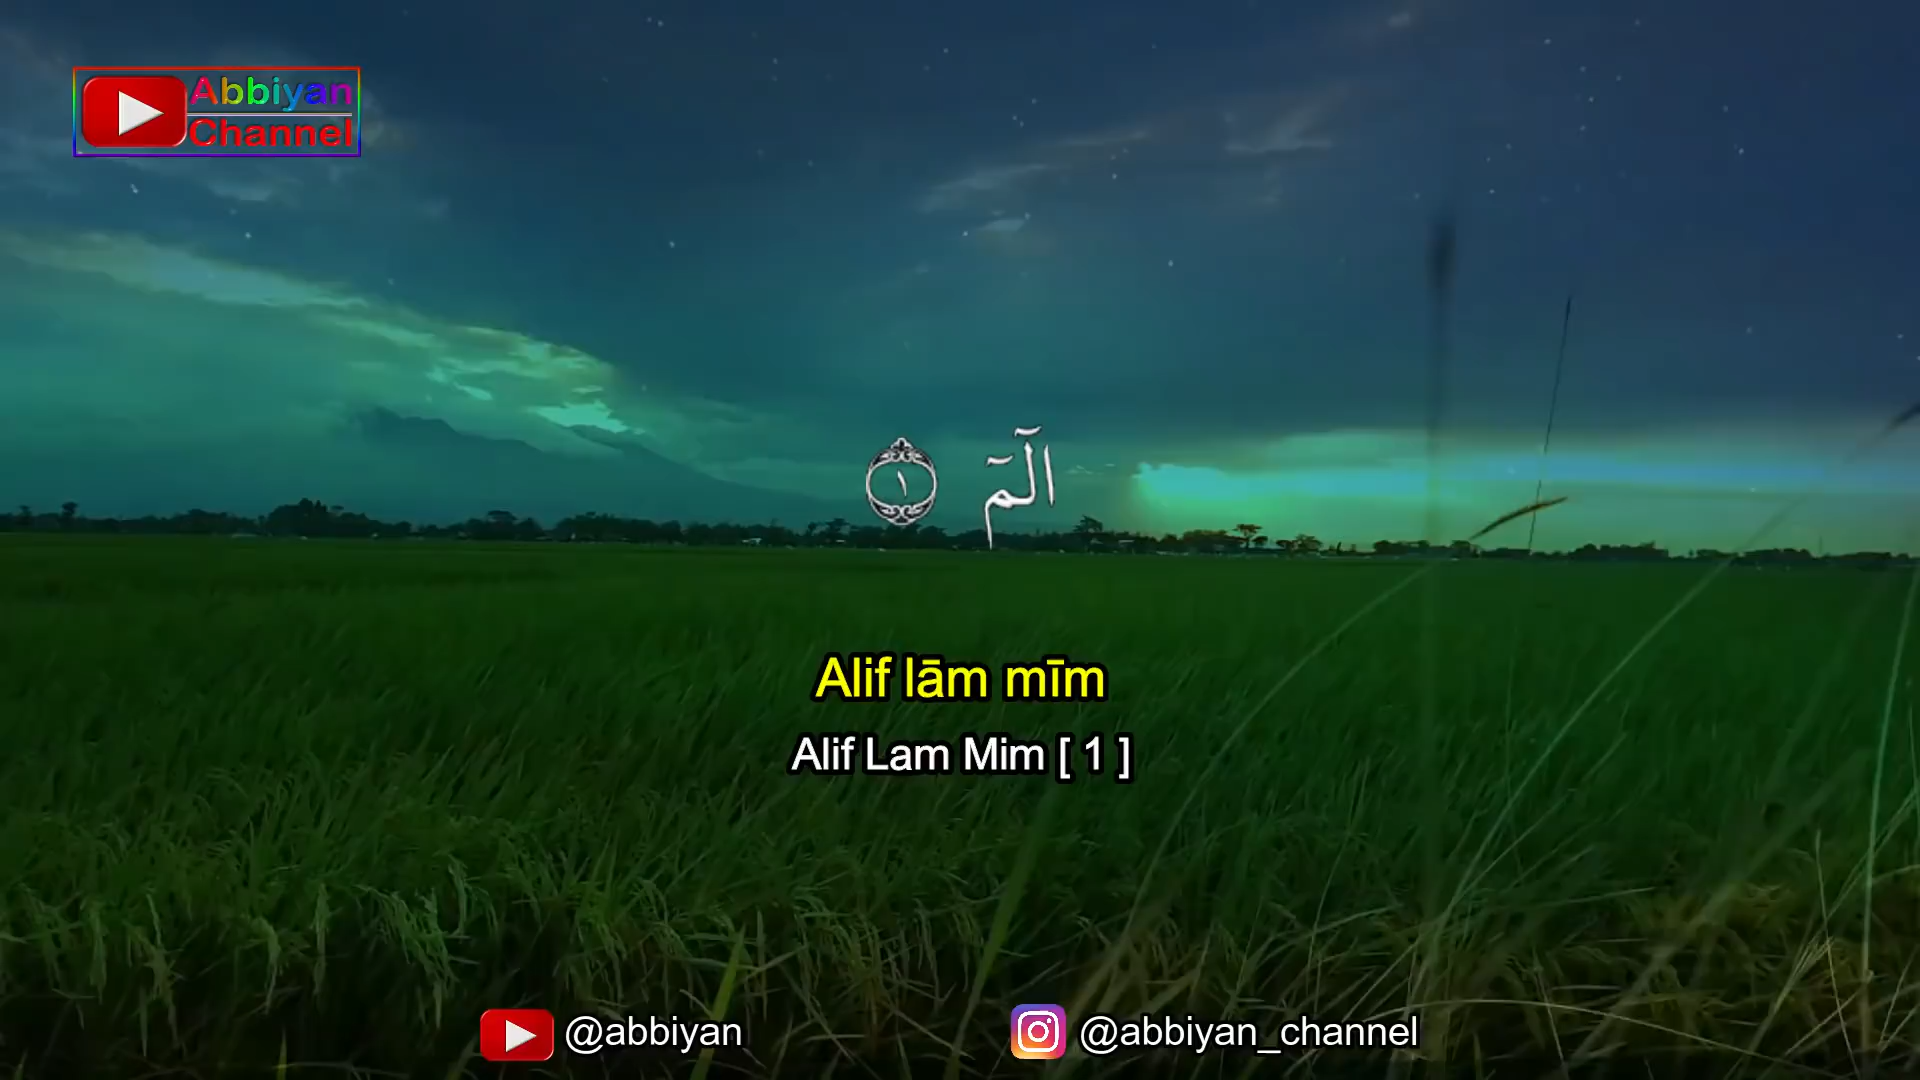 Abbiyan
Channel
الٓمٓ ١
Alif lām mīm
Alif Lam Mim [ 1 ]
@abbiyan
@abbiyan_channel